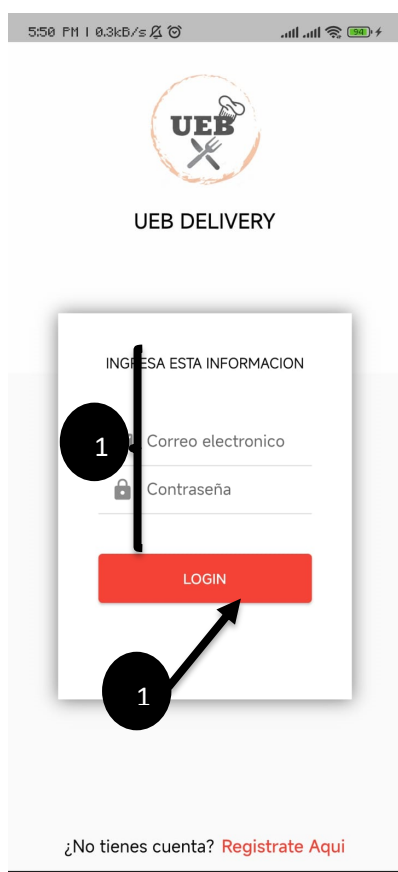 5:50 PM | 0.3kB/s
94
UEB
UEB DELIVERY
INGRESA ESTA INFORMACION
1
Correo electronico
Contraseña
LOGIN
1
¿No tienes cuenta? Registrate Aqui